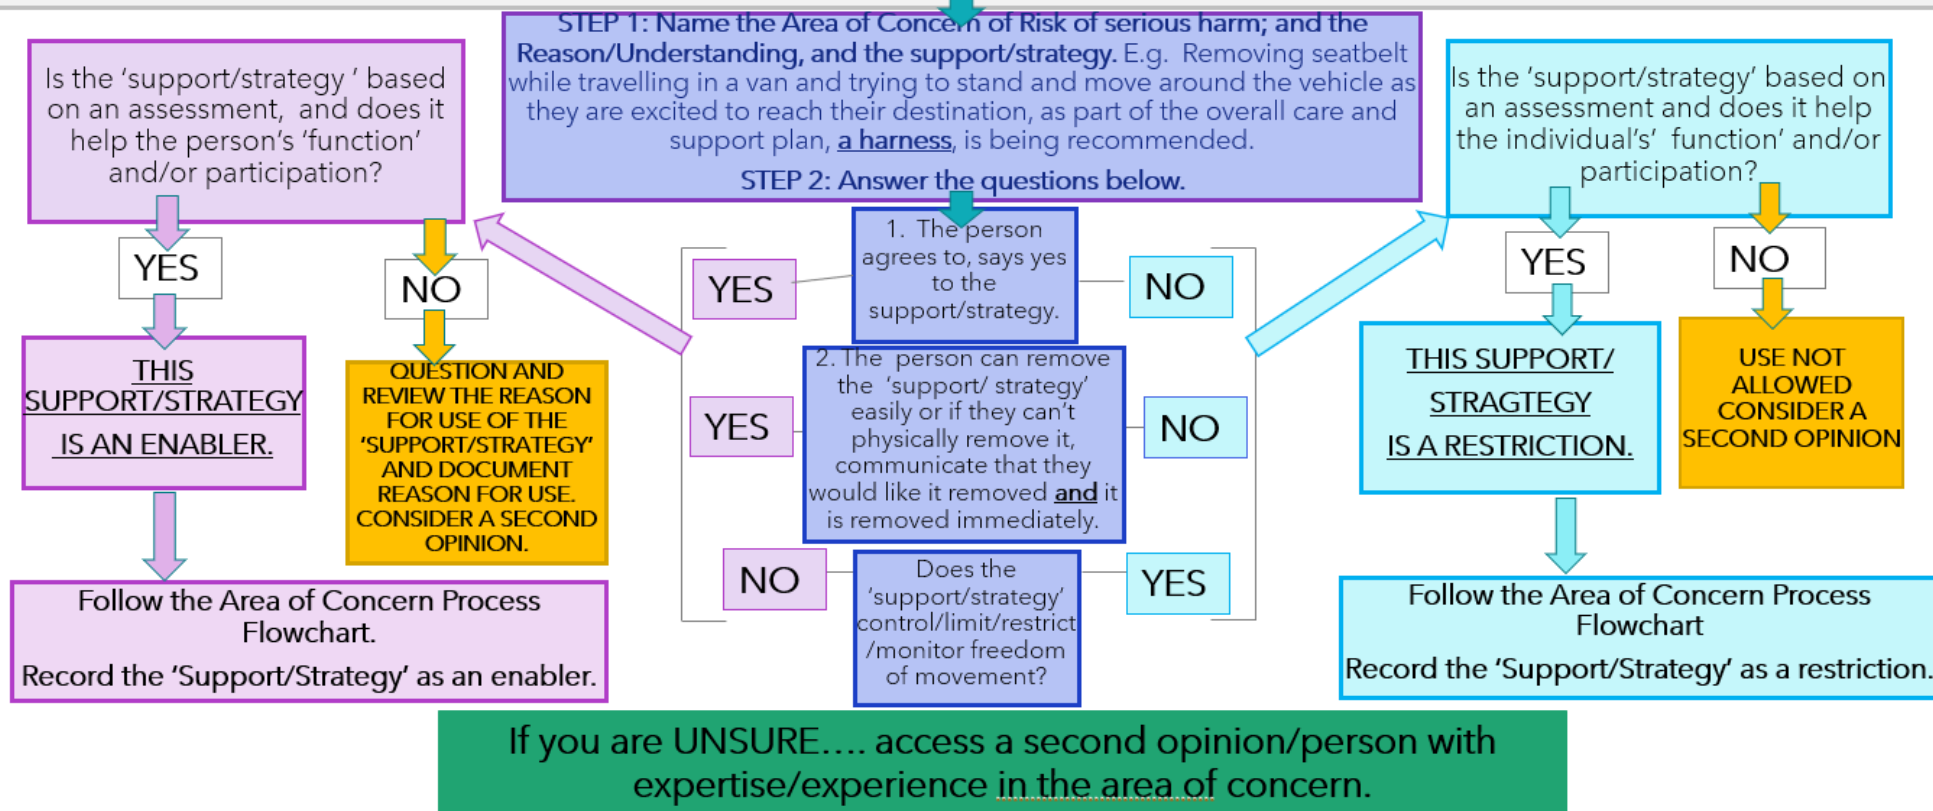 STEP 1: Name the Area of Concern of Risk of serious harm; and the
Reason/Understanding, and the support/strategy. E.g. Removing seatbelt
while travelling in a van and trying to stand and move around the vehicle as
they are excited to reach their destination, as part of the overall care and
support plan, a harness, is being recommended.
STEP 2: Answer the questions below.
Is the ‘support/strategy ’ based
on an assessment, and does it
help the person’s ‘function’
and/or participation?
YES
NO
THIS
SUPPORT/STRATEGY
IS AN ENABLER.
QUESTION AND
REVIEW THE REASON
FOR USE OF THE
‘SUPPORT/STRATEGY’
AND DOCUMENT
REASON FOR USE.
CONSIDER A SECOND
OPINION.
Follow the Area of Concern Process
Flowchart.
Record the ‘Support/Strategy’ as an enabler.
YES
1. The person
agrees to, says yes
to the
support/strategy.
NO
YES
2. The person can remove
the ‘support/ strategy’
easily or if they can’t
physically remove it,
communicate that they
would like it removed and it
is removed immediately.
NO
NO
Does the
‘support/strategy’
control/limit/restrict
/monitor freedom
of movement?
YES
Is the ‘support/strategy’ based on
an assessment and does it help
the individual’s’ function’ and/or
participation?
YES
NO
THIS SUPPORT/
STRAGTEGY
IS A RESTRICTION.
USE NOT
ALLOWED
CONSIDER A
SECOND OPINION
Follow the Area of Concern Process
Flowchart
Record the ‘Support/Strategy’ as a restriction.
If you are UNSURE…. access a second opinion/person with
expertise/experience in the area of concern.